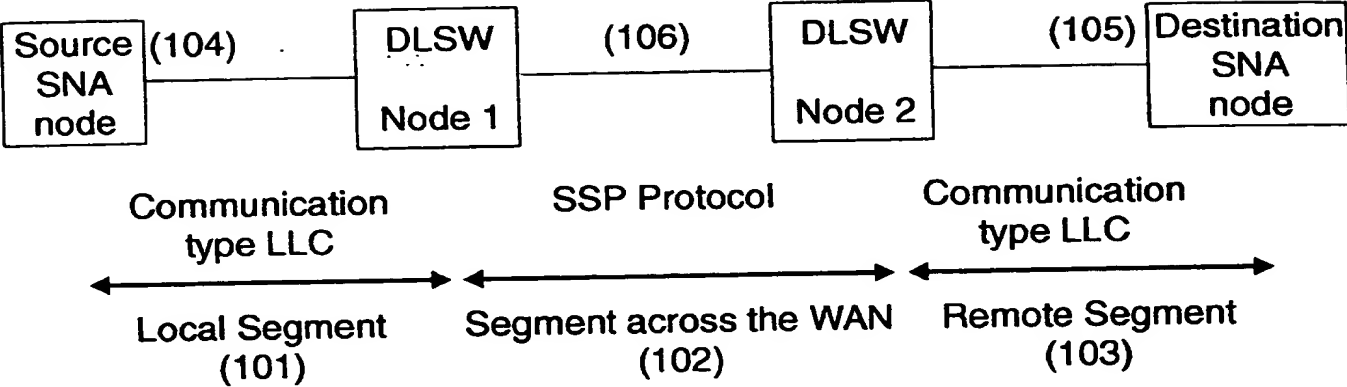 Source
SNA
node
(104)
DLSW
Node 1
(106)
DLSW
Node 2
(105)
Destination
SNA
node
Communication
type LLC
SSP Protocol
Communication
type LLC
Local Segment
(101)
Segment across the WAN
(102)
Remote Segment
(103)